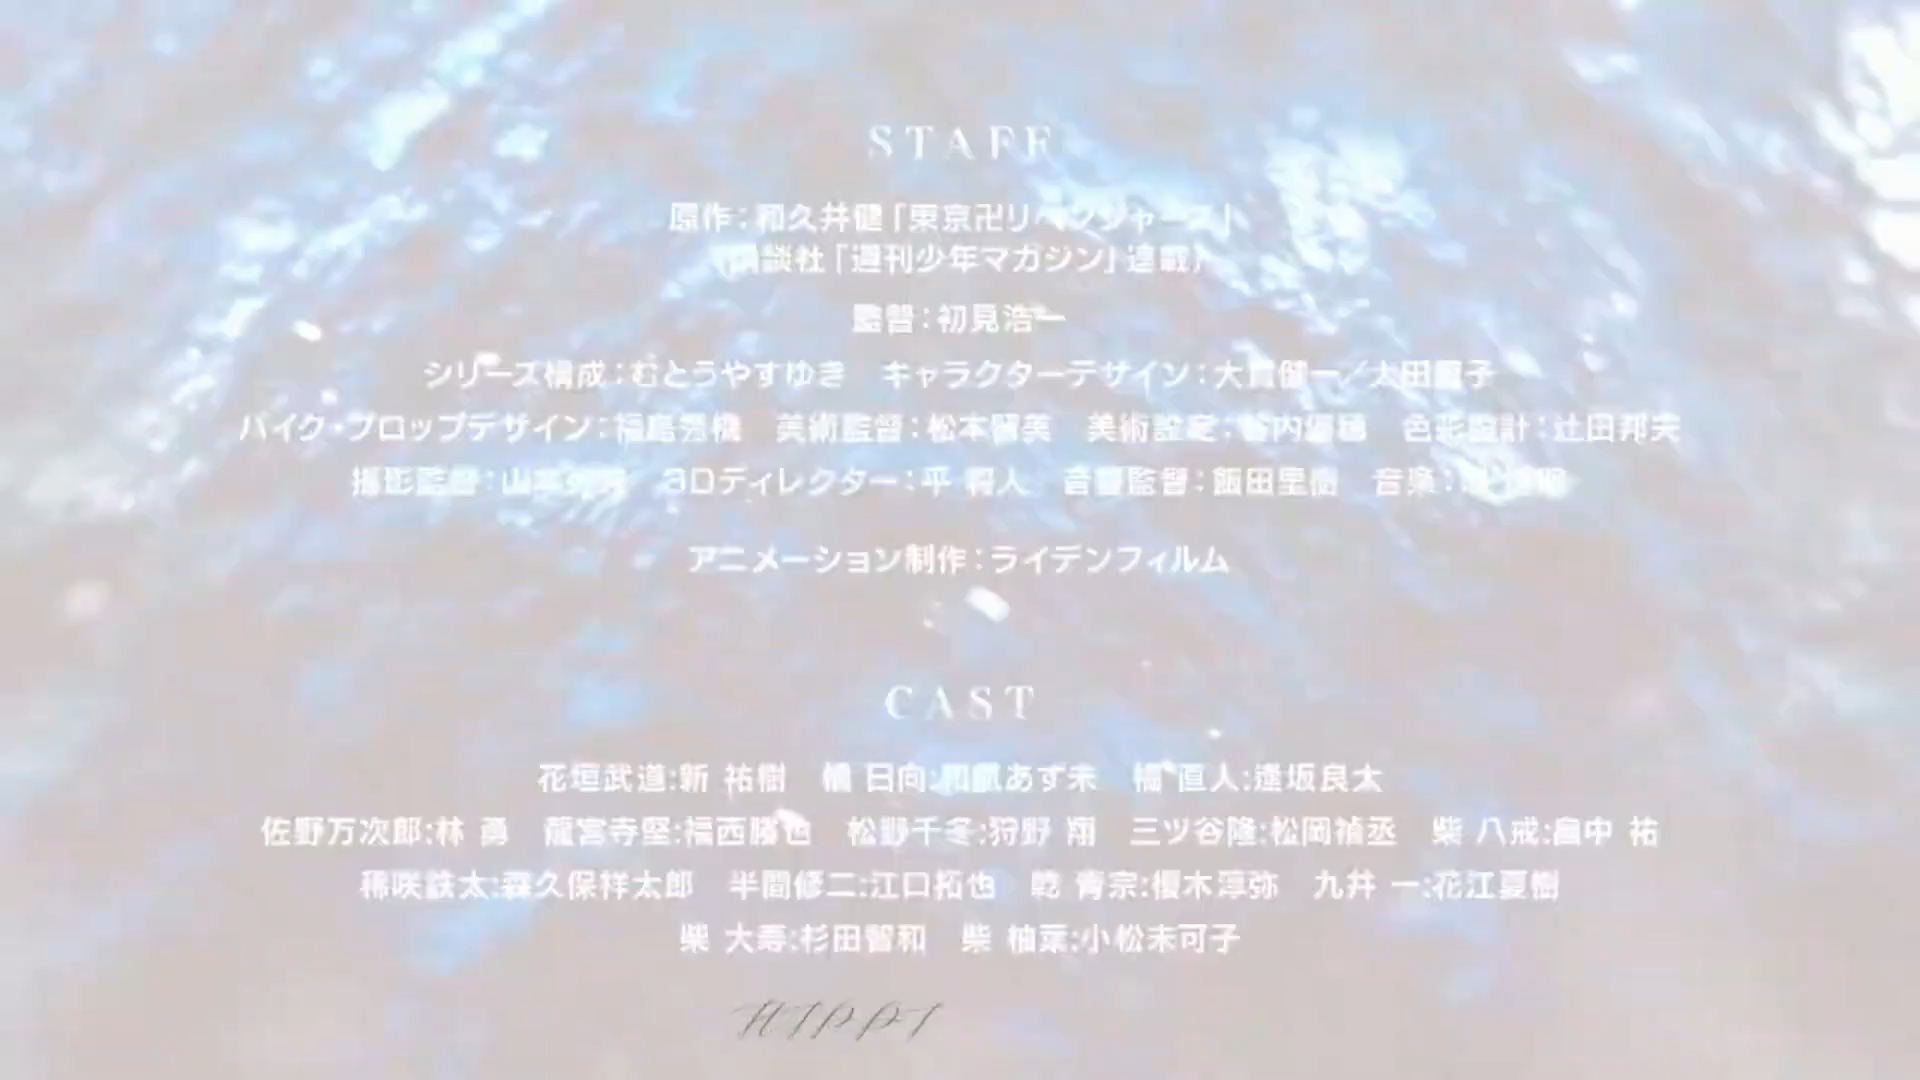 STAFF
原作：和久井健「東京卍リベンジャーズ」
（講談社「週刊少年マガジン」連載）
監督：初見浩一
シリーズ構成：むとうやすゆき　キャラクターデザイン：大貫健一／太田恵子
バイク・プロップデザイン：福島秀機　美術監督：松本　美術設定：　色彩設計：辻田邦夫
撮影監督：山本　3Dディレクター：平 将人　音響監督：飯田里樹　音楽：
アニメーション制作：ライデンフィルム
CAST
花垣武道:新 祐樹　橘 日向:和氣あず未　橘 直人:逢坂良太
佐野万次郎:林 勇　龍宮寺堅:福西勝也　松野千冬:狩野 翔　三ツ谷隆:松岡禎丞　柴 八戒:畠中 祐
稀咲鉄太:森久保祥太郎　半間修二:江口拓也　乾 青宗:榎木淳弥　九井 一:花江夏樹
柴 大寿:杉田智和　柴 柚葉:小松未可子